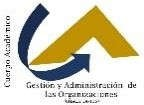 Cuerpo Académico
Gestión y Administración de
las Organizaciones